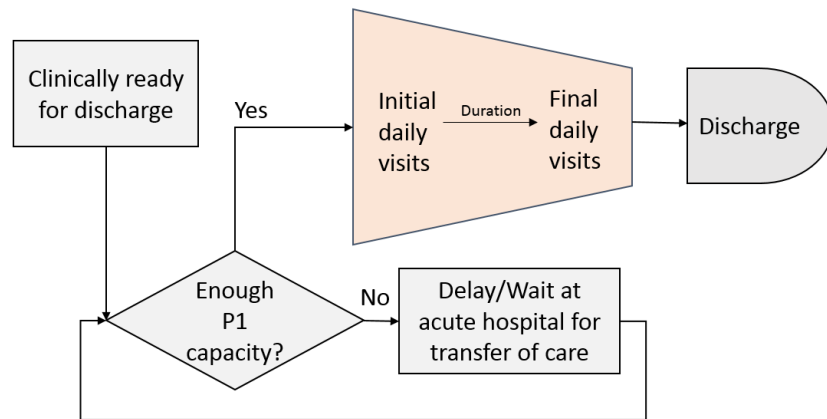 Clinically ready
for discharge
Yes
Initial
daily
visits
Duration
Final
daily
visits
Discharge
Enough
P1
capacity?
No
Delay/Wait at
acute hospital for
transfer of care